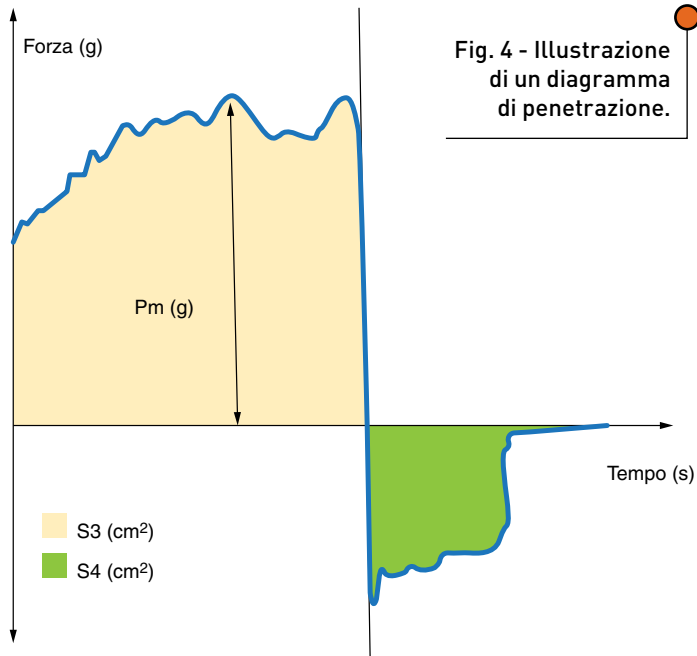 Forza (g)
Fig. 4 - Illustrazione
di un diagramma
di penetrazione.
Pm (g)
Tempo (s)
S3 (cm²)
S4 (cm²)